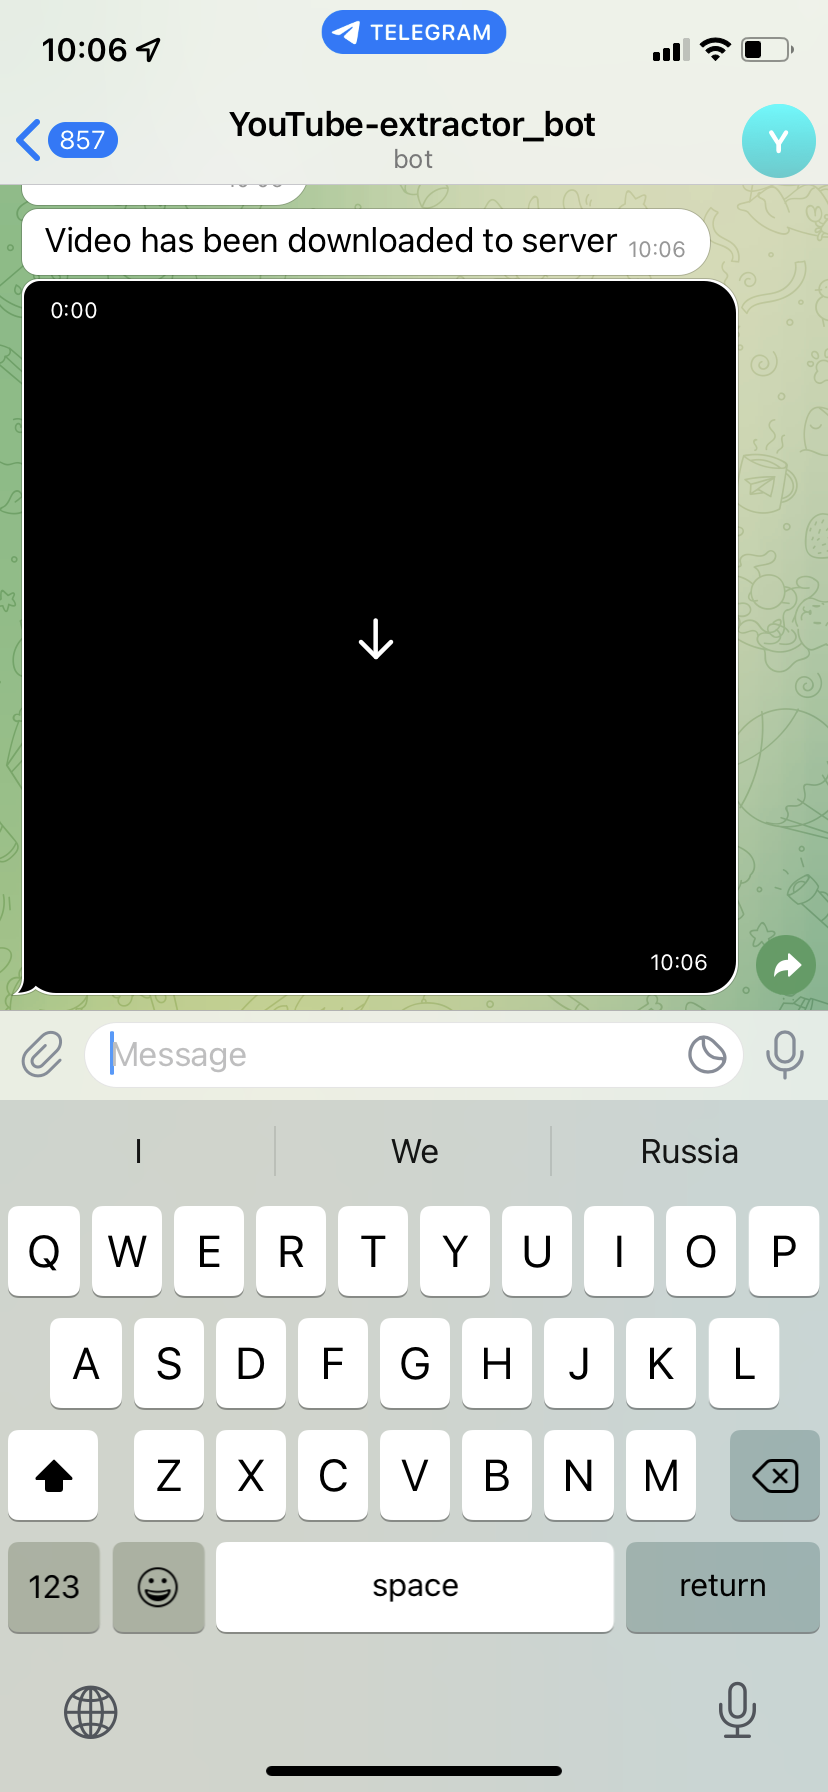 10:06
TELEGRAM
857
YouTube-extractor_bot
Y
bot
Video has been downloaded to server 10:06
0:00
10:06
Message
I We Russia
Q W E R T Y U I O P
A S D F G H J K L
Z X C V B N M
123 space return